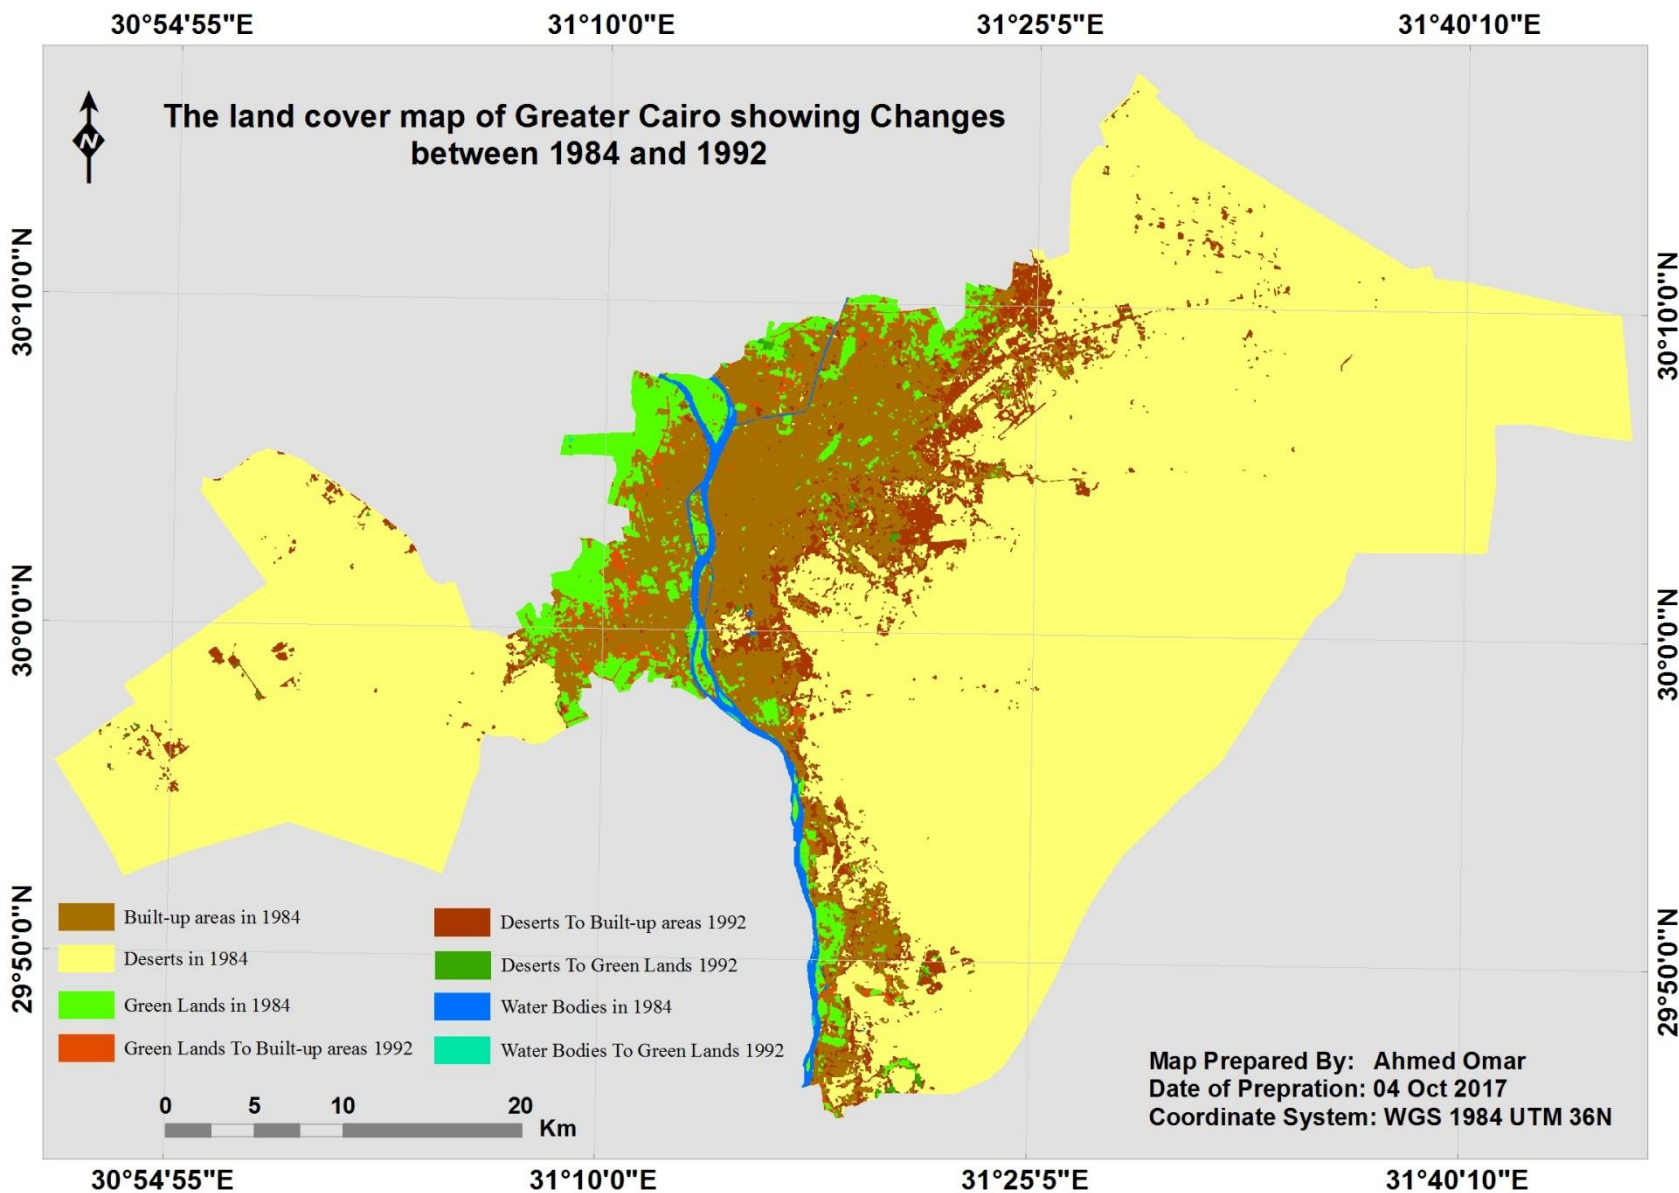 30°54'55"E 31°10'0"E 31°25'5"E 31°40'10"E
N
The land cover map of Greater Cairo showing Changes
between 1984 and 1992
30°10'0"N
30°10'0"N
30°0'0"N
30°0'0"N
29°50'0"N
29°50'0"N
Built-up areas in 1984
Deserts in 1984
Green Lands in 1984
Green Lands To Built-up areas 1992
Deserts To Built-up areas 1992
Deserts To Green Lands 1992
Water Bodies in 1984
Water Bodies To Green Lands 1992
0 5 10 20
Km
Map Prepared By: Ahmed Omar
Date of Prepration: 04 Oct 2017
Coordinate System: WGS 1984 UTM 36N
30°54'55"E 31°10'0"E 31°25'5"E 31°40'10"E